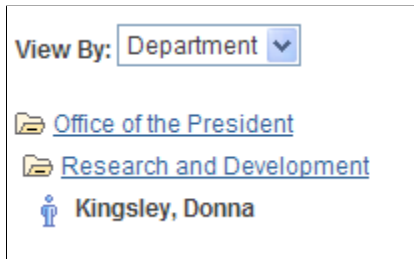 View By: Department
Office of the President
Research and Development
Kingsley, Donna